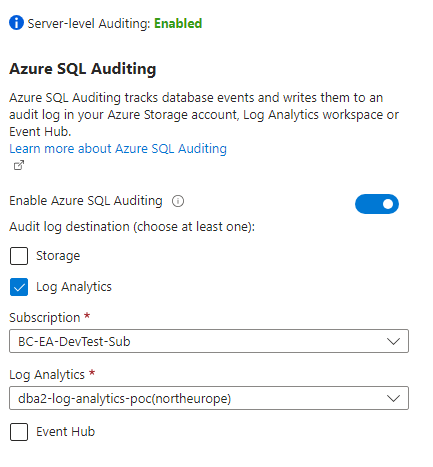 Server-level Auditing: Enabled
Azure SQL Auditing
Azure SQL Auditing tracks database events and writes them to an
audit log in your Azure Storage account, Log Analytics workspace or
Event Hub.
Learn more about Azure SQL Auditing
Enable Azure SQL Auditing
Audit log destination (choose at least one):
Storage
Log Analytics
Subscription *
BC-EA-DevTest-Sub
Log Analytics *
dba2-log-analytics-poc(northeurope)
Event Hub